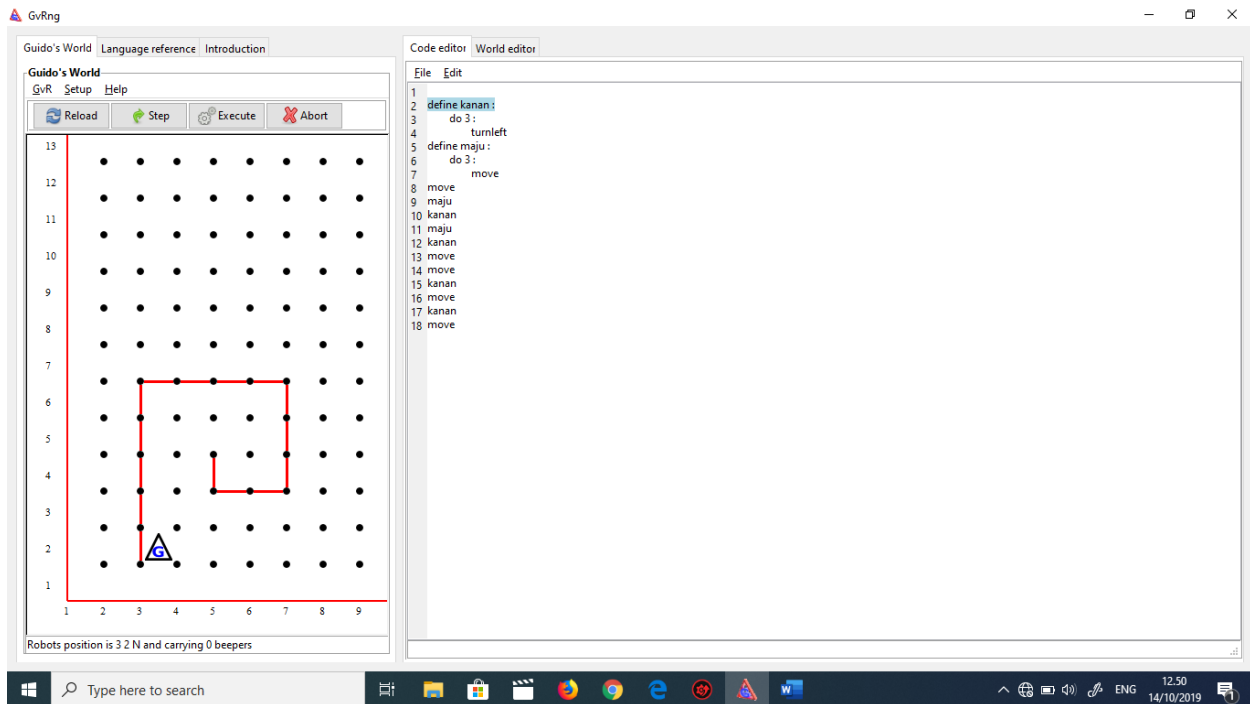 GvRng
Guido's World Language reference Introduction
Guido's World
GvR Setup Help
Reload Step Execute Abort
13
12
11
10
9
8
7
6
5
4
3
2
1
G
1 2 3 4 5 6 7 8 9
Robots position is 3 2 N and carrying 0 beepers
Code editor World editor
File Edit
1
2 define kanan :
3 do 3 :
4 turnleft
5 define maju :
6 do 3 :
7 move
8 move
9 maju
10 kanan
11 maju
12 kanan
13 move
14 move
15 kanan
16 move
17 kanan
18 move
Type here to search
ENG
12.50
14/10/2019
1